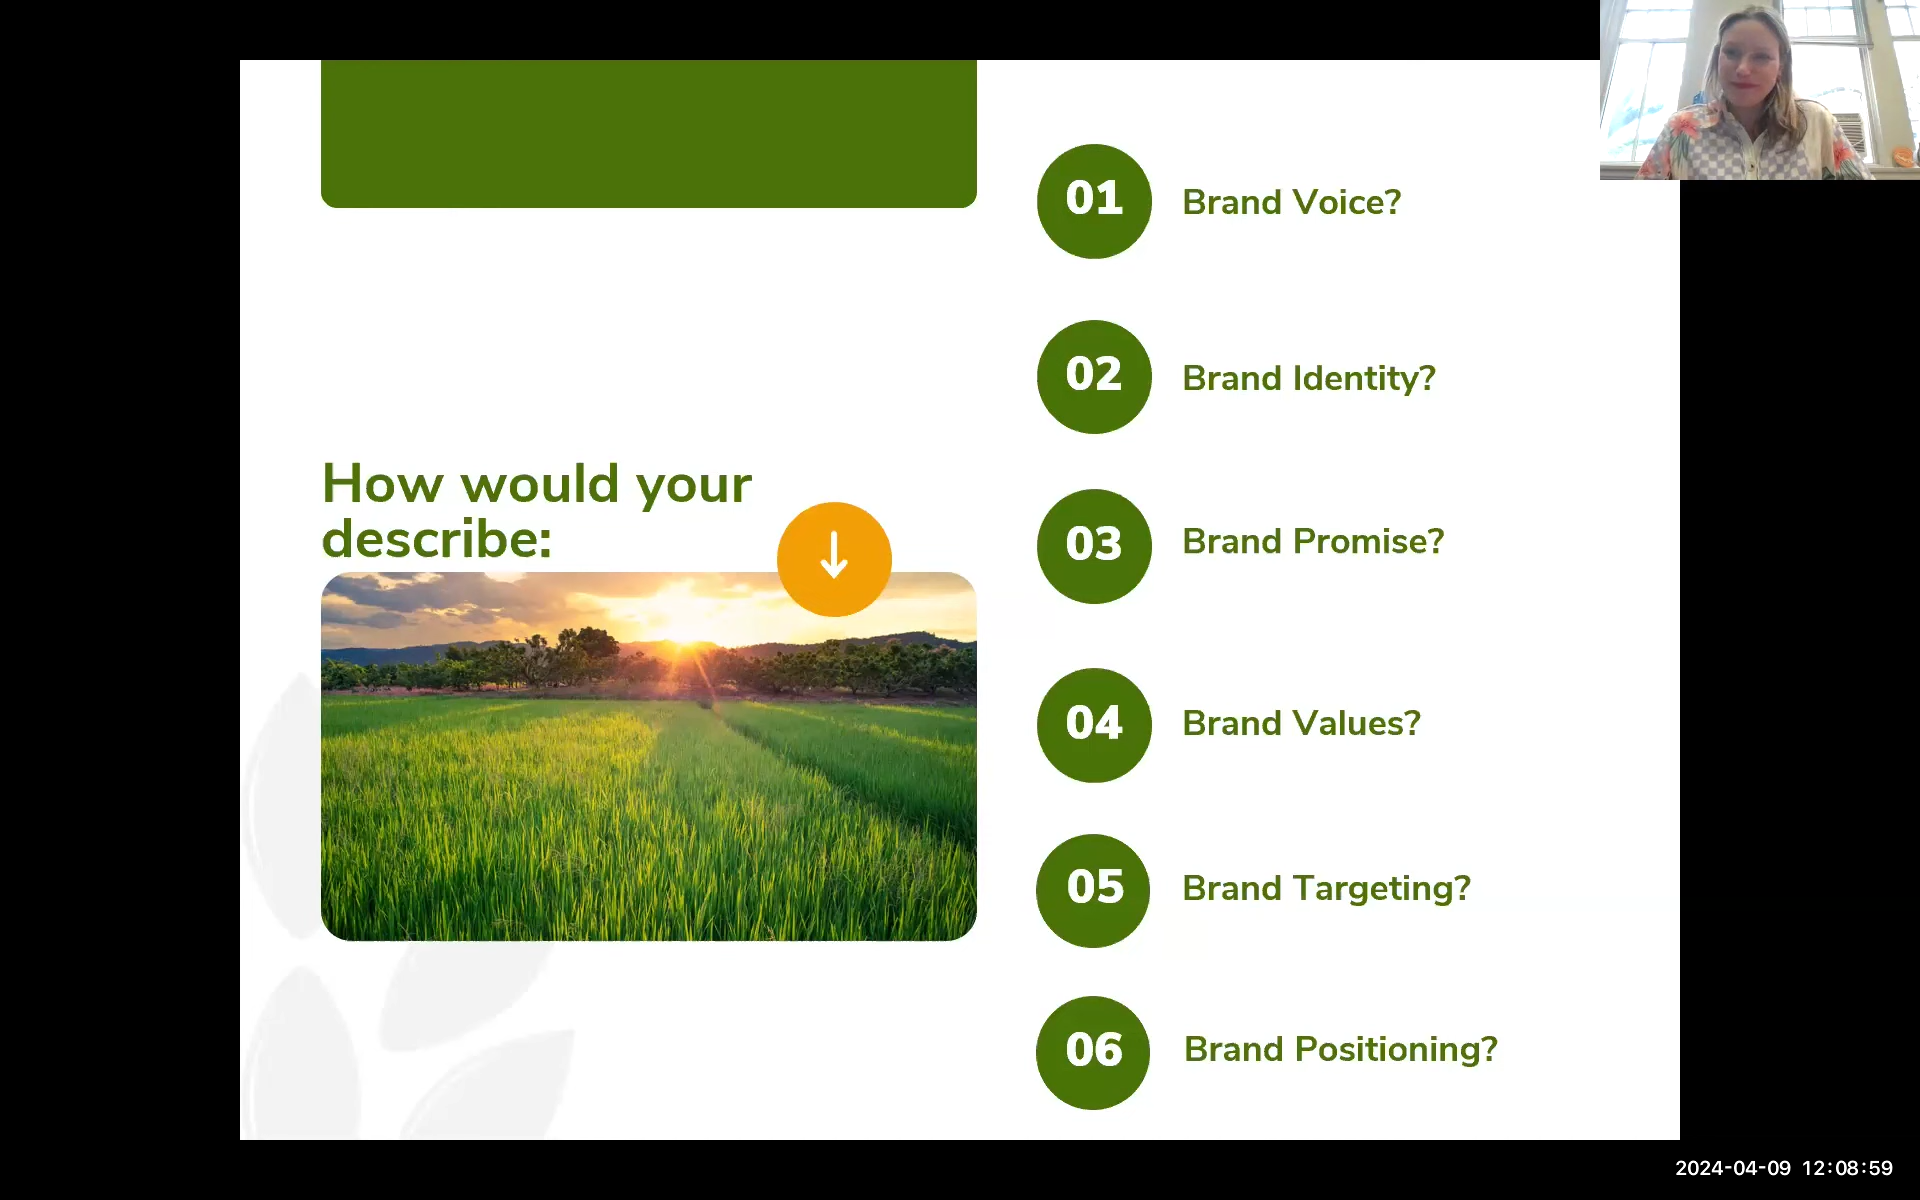 How would your
describe:
01
Brand Voice?
02
Brand Identity?
03
Brand Promise?
04
Brand Values?
05
Brand Targeting?
06
Brand Positioning?
2024-04-09 12:08:59